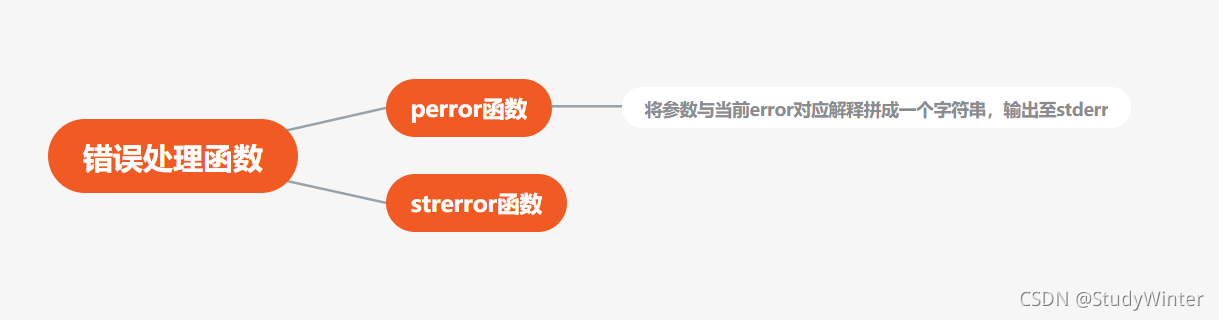 perror函数
将参数与当前error对应解释拼成一个字符串，输出至stderr
错误处理函数
strerror函数
CSDN @StudyWinter